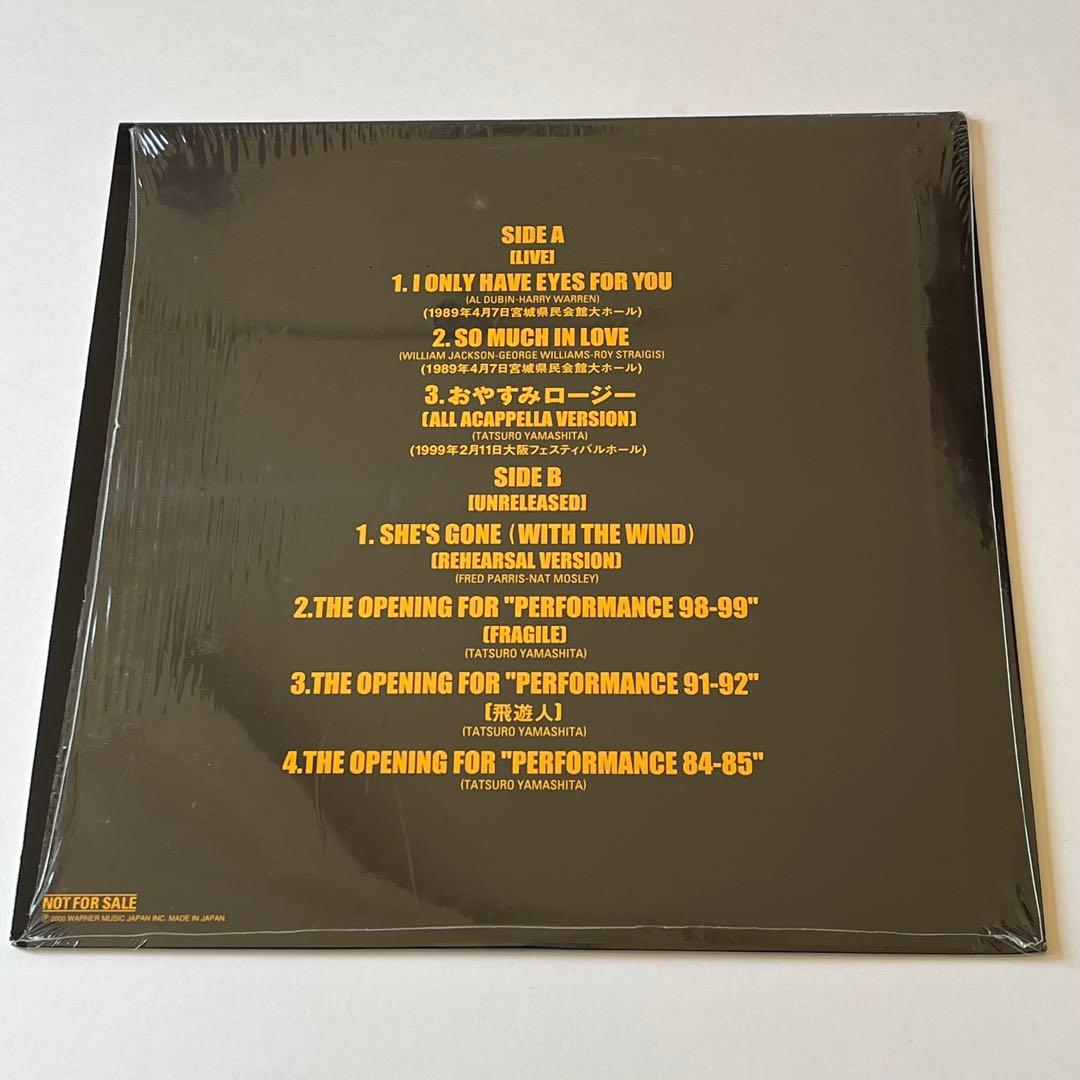 SIDE A
[LIVE]
1. I ONLY HAVE EYES FOR YOU
(AL DUBIN-HARRY WARREN)
(1989年4月7日宮城県民会館大ホール)
2. SO MUCH IN LOVE
(WILLIAM JACKSON-GEORGE WILLIAMS-ROY STRAIGIS)
(1989年4月7日宮城県民会館大ホール)
3.おやすみロージー
(ALL ACAPPELLA VERSION)
(TATSURO YAMASHITA)
(1999年2月11日大阪フェスティバルホール)
SIDE B
[UNRELEASED]
1. SHE'S GONE (WITH THE WIND)
(REHEARSAL VERSION)
(FRED PARRIS-NAT MOSLEY)
2.THE OPENING FOR "PERFORMANCE 98-99"
(FRAGILE)
(TATSURO YAMASHITA)
3.THE OPENING FOR "PERFORMANCE 91-92"
(飛遊人)
(TATSURO YAMASHITA)
4.THE OPENING FOR "PERFORMANCE 84-85"
(TATSURO YAMASHITA)
NOT FOR SALE
℗ 2000 WARNER MUSIC JAPAN INC. MADE IN JAPAN.